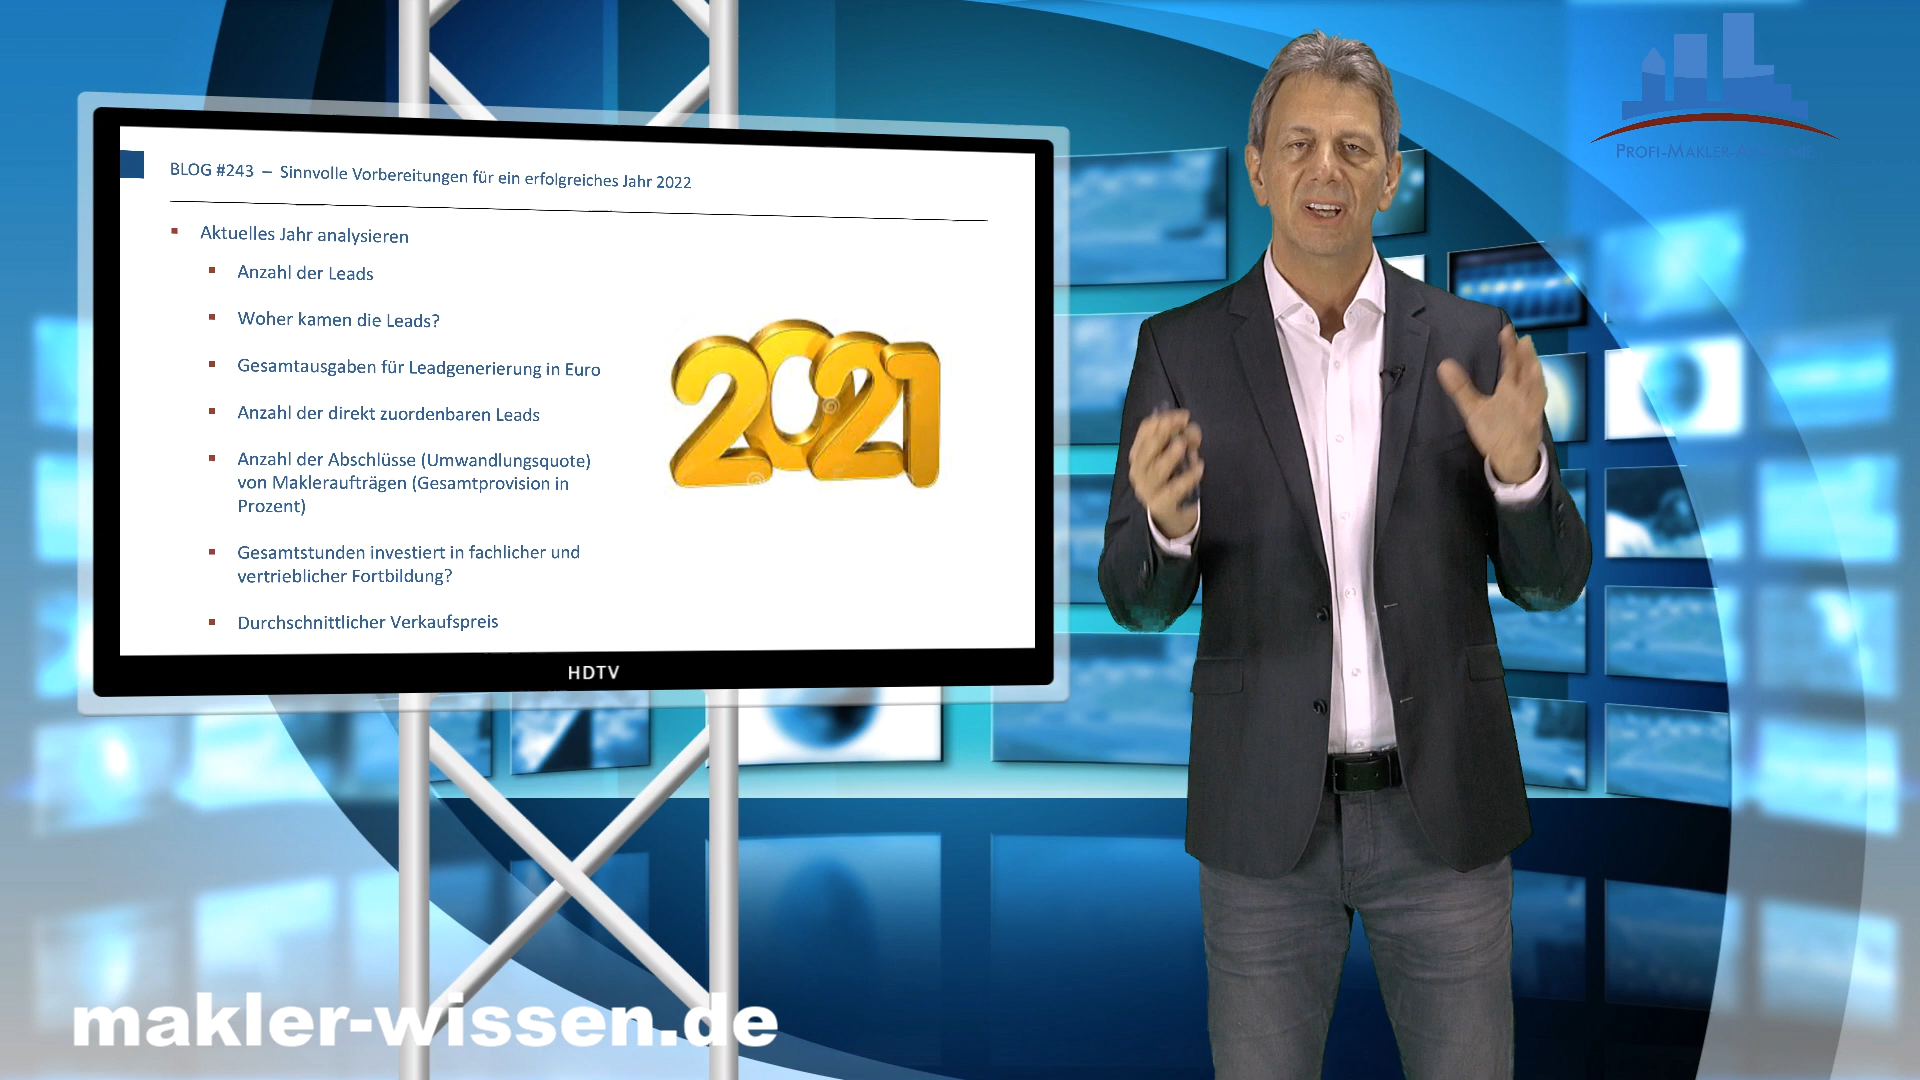 BLOG #243 – Sinnvolle Vorbereitungen für ein erfolgreiches Jahr 2022
Aktuelles Jahr analysieren
Anzahl der Leads
Woher kamen die Leads?
Gesamtausgaben für Leadgenerierung in Euro
Anzahl der direkt zuordenbaren Leads
Anzahl der Abschlüsse (Umwandlungsquote)
von Makleraufträgen (Gesamtprovision in
Prozent)
Gesamtstunden investiert in fachlicher und
vertrieblicher Fortbildung?
Durchschnittlicher Verkaufspreis
2021
HDTV
PROFI-MAKLER-AKADEMIE
makler-wissen.de